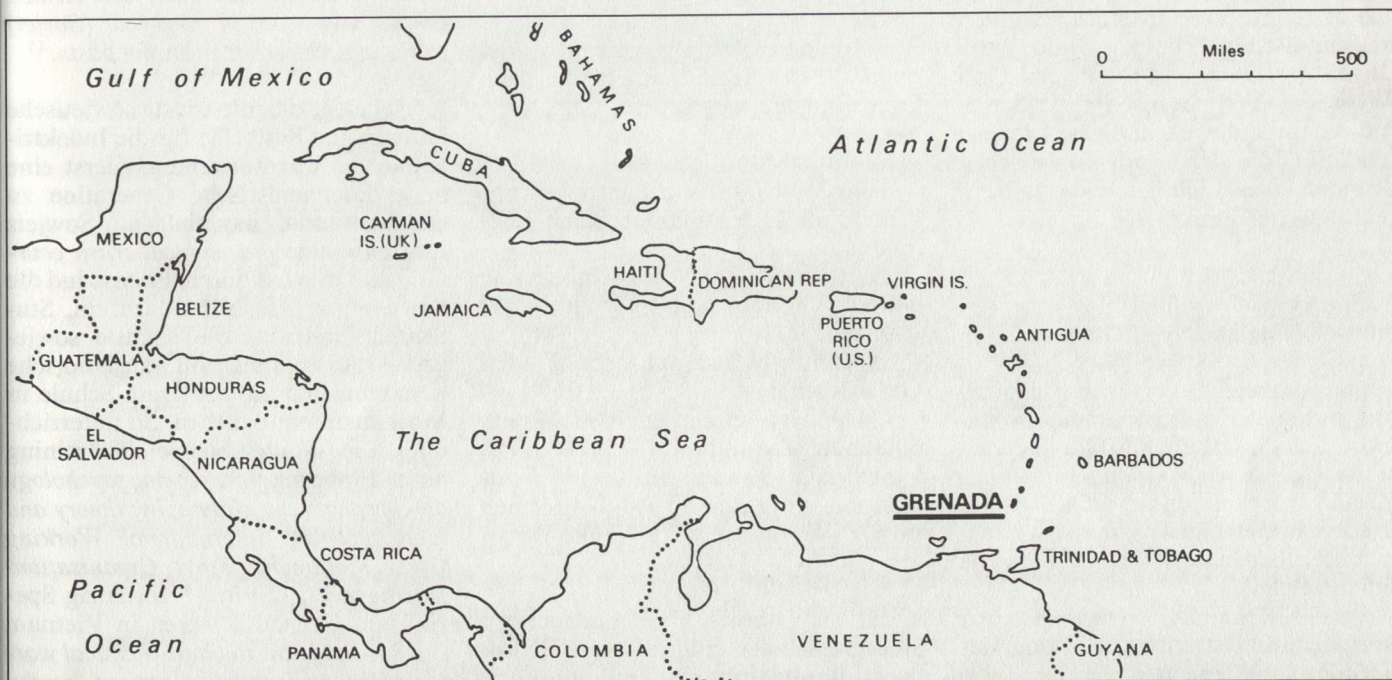 Gulf of Mexico
BAHAMAS
Miles
0 500
Atlantic Ocean
CUBA
MEXICO
CAYMAN
IS.(UK)
HAITI
DOMINICAN REP.
VIRGIN IS.
BELIZE
JAMAICA
PUERTO
RICO
(U.S.)
ANTIGUA
GUATEMALA
HONDURAS
The Caribbean Sea
EL
SALVADOR
NICARAGUA
BARBADOS
GRENADA
COSTA RICA
TRINIDAD & TOBAGO
Pacific
Ocean
PANAMA
COLOMBIA
VENEZUELA
GUYANA